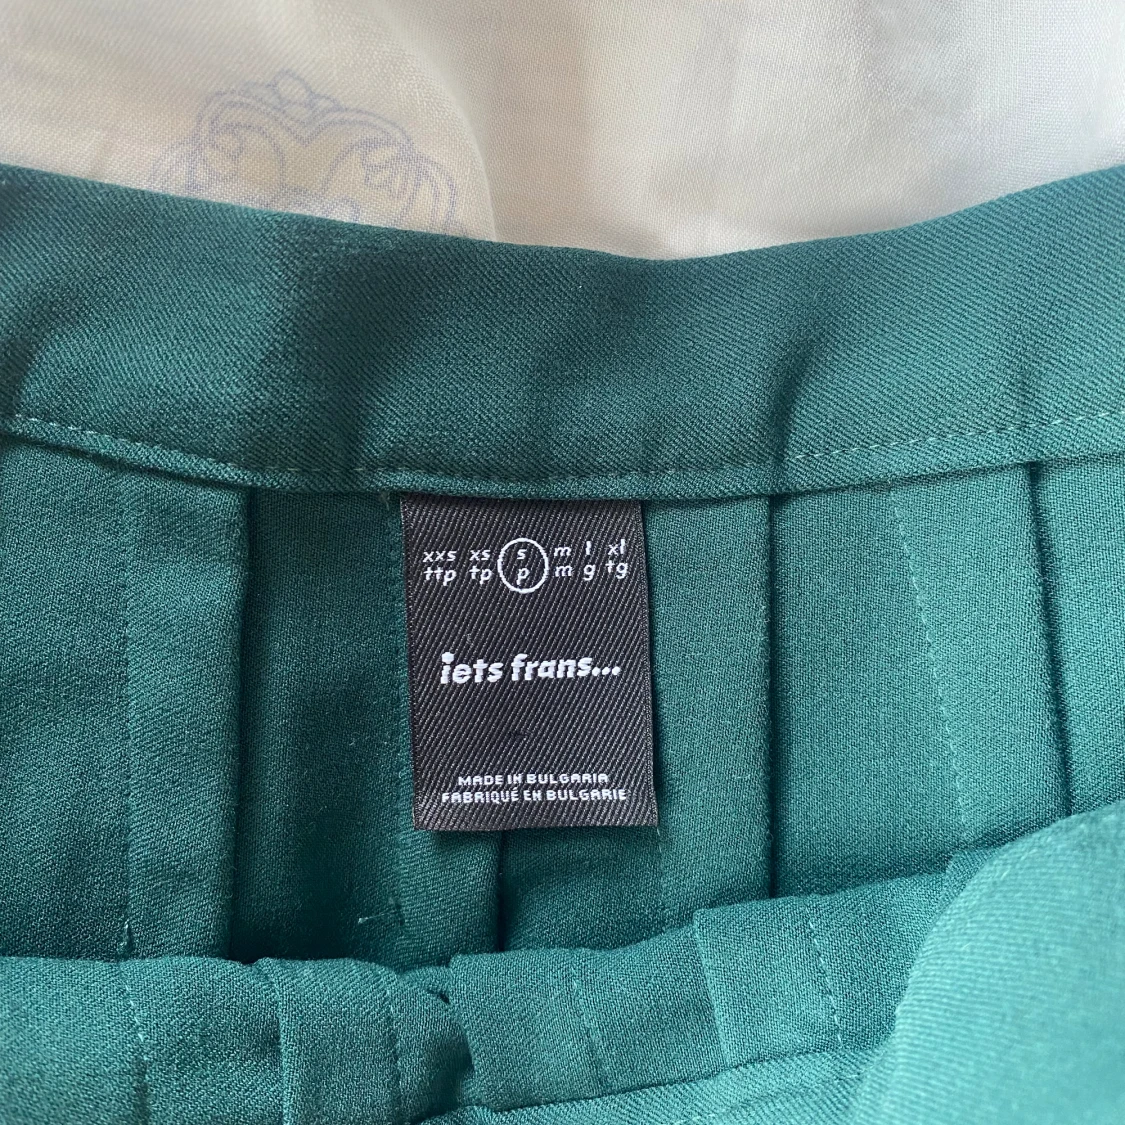 xxs xs s m l xl
ttp tp p m g tg
iets frans...
MADE IN BULGARIA
FABRIQUÉ EN BULGARIE